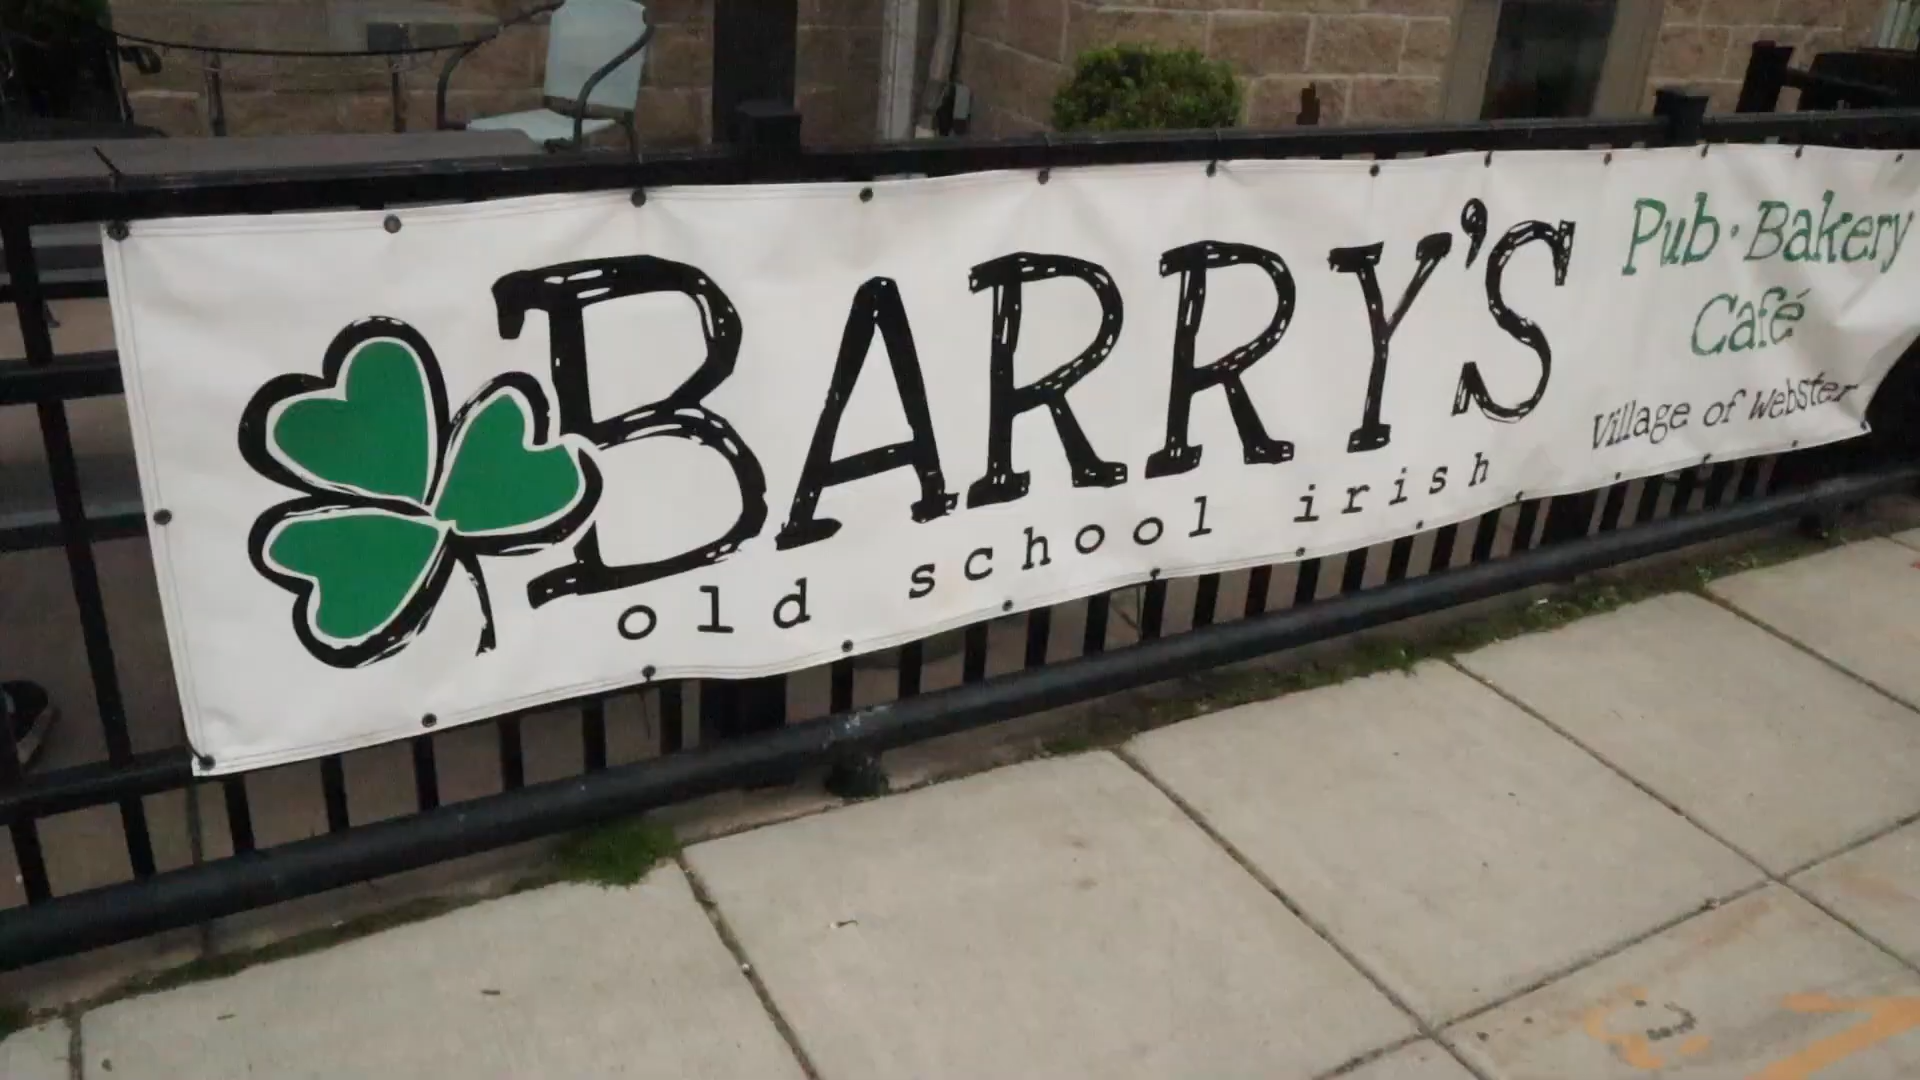 BARRY'S
old school irish
Pub · Bakery
Café
Village of Webster